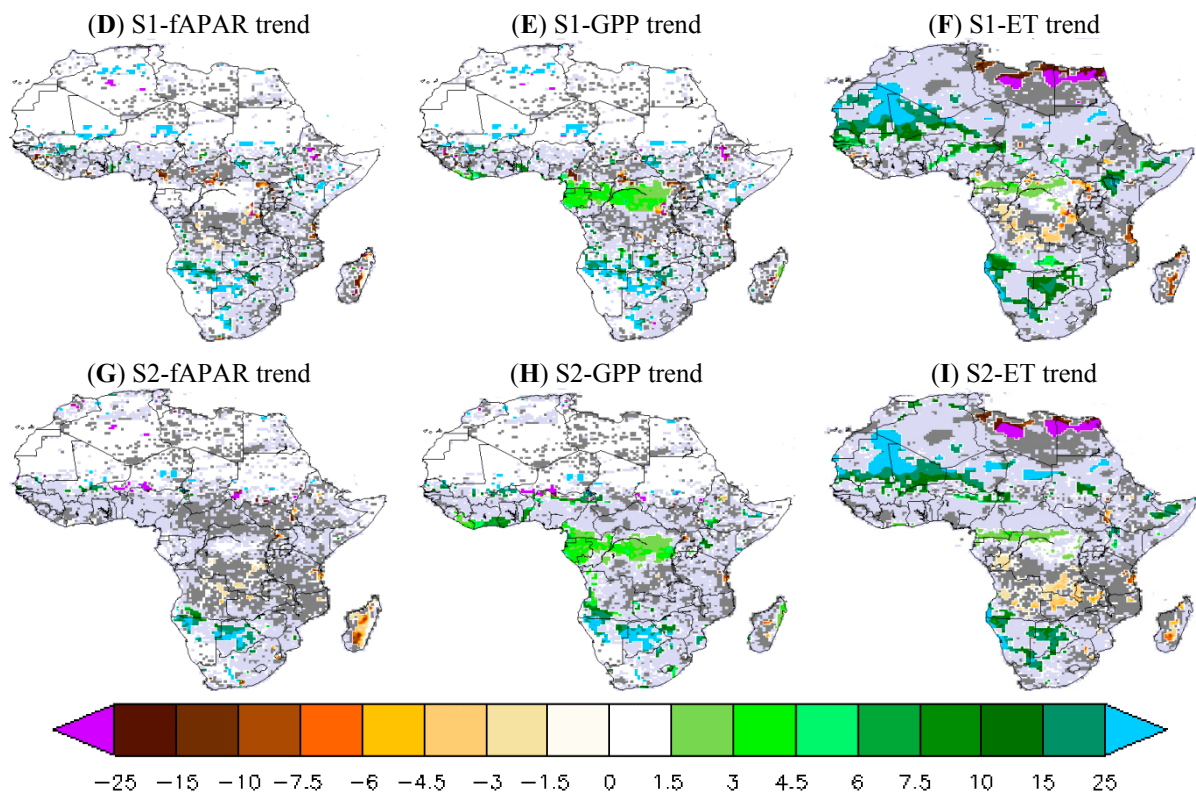 (D) S1-fAPAR trend (E) S1-GPP trend (F) S1-ET trend
(G) S2-fAPAR trend (H) S2-GPP trend (I) S2-ET trend
−25 −15 −10 −7.5 −6 −4.5 −3 −1.5 0 1.5 3 4.5 6 7.5 10 15 25